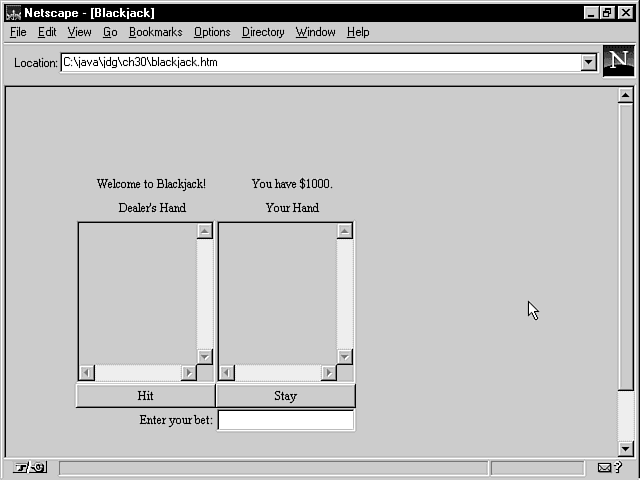 Netscape - [Blackjack]
File Edit View Go Bookmarks Options Directory Window Help
Location: C:\java\jdg\ch30\blackjack.htm
N
Welcome to Blackjack! You have $1000.
Dealer's Hand Your Hand
Hit Stay
Enter your bet:
?